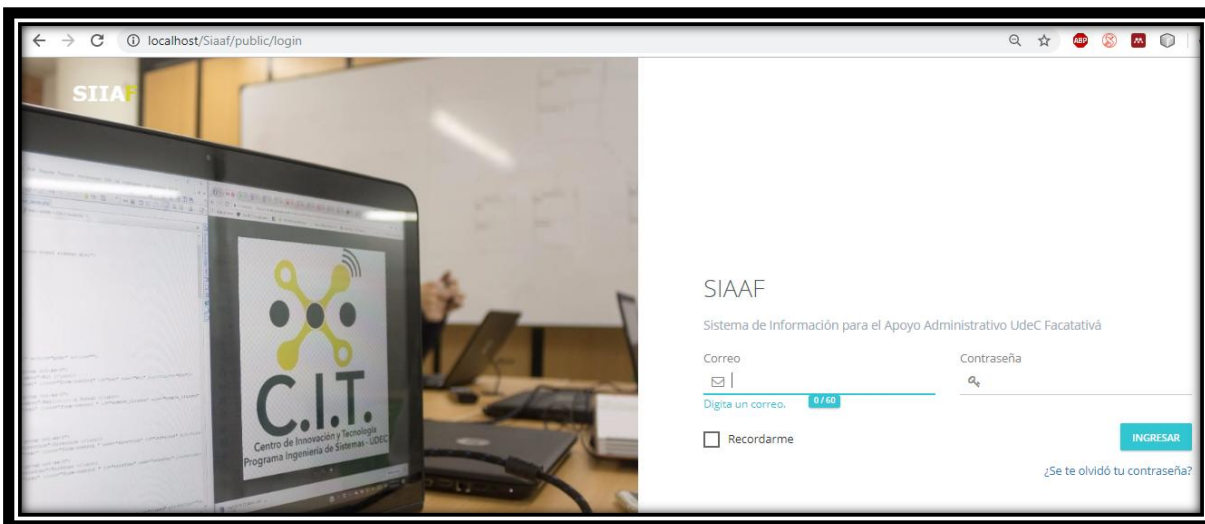 localhost/Siaaf/public/login
ABP
SIIAF
SIAAF
Sistema de Información para el Apoyo Administrativo UdeC Facatativá
Correo
Contraseña
Digita un correo.
0 / 60
Recordarme
INGRESAR
¿Se te olvidó tu contraseña?
C.I.T.
Centro de Innovación y Tecnología
Programa Ingeniería de Sistemas - UDEC